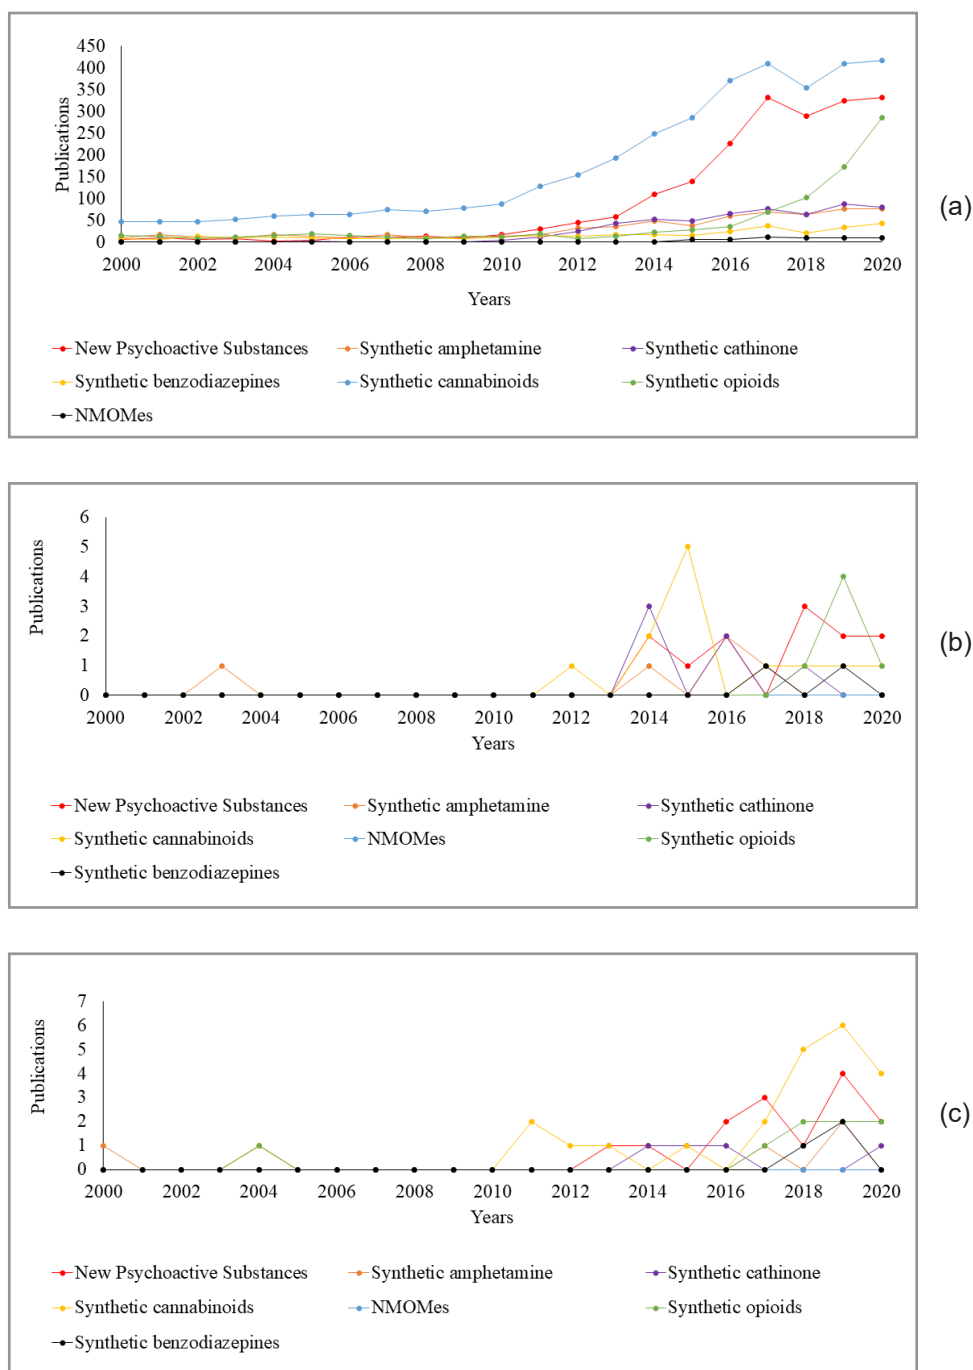 450
400
350
300
250
200
150
100
50
0
Publications
2000 2002 2004 2006 2008 2010 2012 2014 2016 2018 2020
Years
New Psychoactive Substances Synthetic amphetamine Synthetic cathinone
Synthetic benzodiazepines Synthetic cannabinoids Synthetic opioids
NMOMes
(a)
6
5
4
3
2
1
0
Publications
2000 2002 2004 2006 2008 2010 2012 2014 2016 2018 2020
Years
New Psychoactive Substances Synthetic amphetamine Synthetic cathinone
Synthetic cannabinoids NMOMes Synthetic opioids
Synthetic benzodiazepines
(b)
7
6
5
4
3
2
1
0
Publications
2000 2002 2004 2006 2008 2010 2012 2014 2016 2018 2020
Years
New Psychoactive Substances Synthetic amphetamine Synthetic cathinone
Synthetic cannabinoids NMOMes Synthetic opioids
Synthetic benzodiazepines
(c)